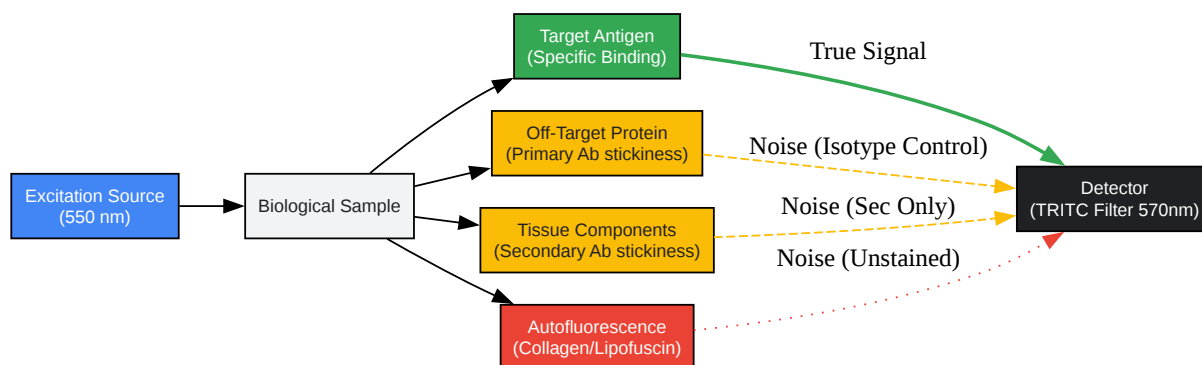 Target Antigen
(Specific Binding)
True Signal
Off-Target Protein
(Primary Ab stickiness)
Noise (Isotype Control)
Excitation Source
(550 nm)
Biological Sample
Detector
(TRITC Filter 570nm)
Tissue Components
(Secondary Ab stickiness)
Noise (Sec Only)
Noise (Unstained)
Autofluorescence
(Collagen/Lipofuscin)